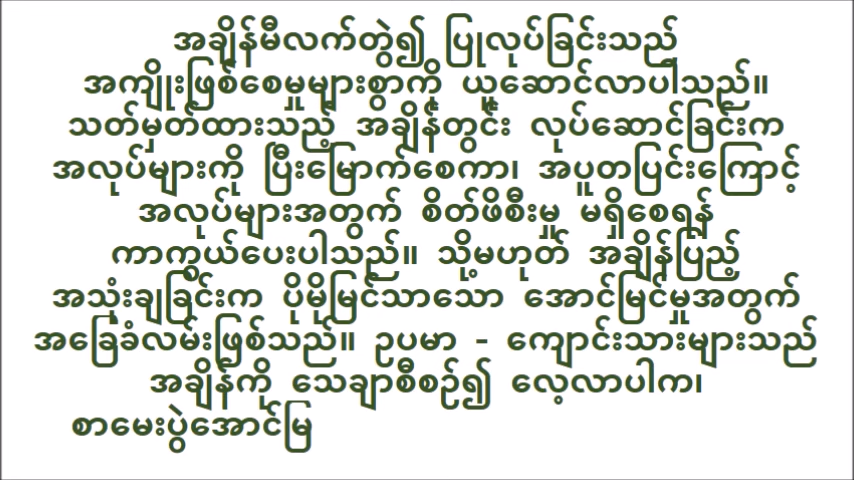 အချိန်မီလက်တွဲ၍ ပြုလုပ်ခြင်းသည်
အကျိုးဖြစ်စေမှုများစွာကို ယူဆောင်လာပါသည်။
သတ်မှတ်ထားသည့် အချိန်တွင်း လုပ်ဆောင်ခြင်းက
အလုပ်များကို ပြီးမြောက်စေကာ၊ အပူတပြင်းကြောင့်
အလုပ်များအတွက် စိတ်ဖိစီးမှု မရှိစေရန်
ကာကွယ်ပေးပါသည်။ သို့မဟုတ် အချိန်ပြည့်
အသုံးချခြင်းက ပိုမိုမြင်သာသော အောင်မြင်မှုအတွက်
အခြေခံလမ်းဖြစ်သည်။ ဥပမာ - ကျောင်းသားများသည်
အချိန်ကို သေချာစီစဉ်၍ လေ့လာပါက၊
စာမေးပွဲအောင်မြ